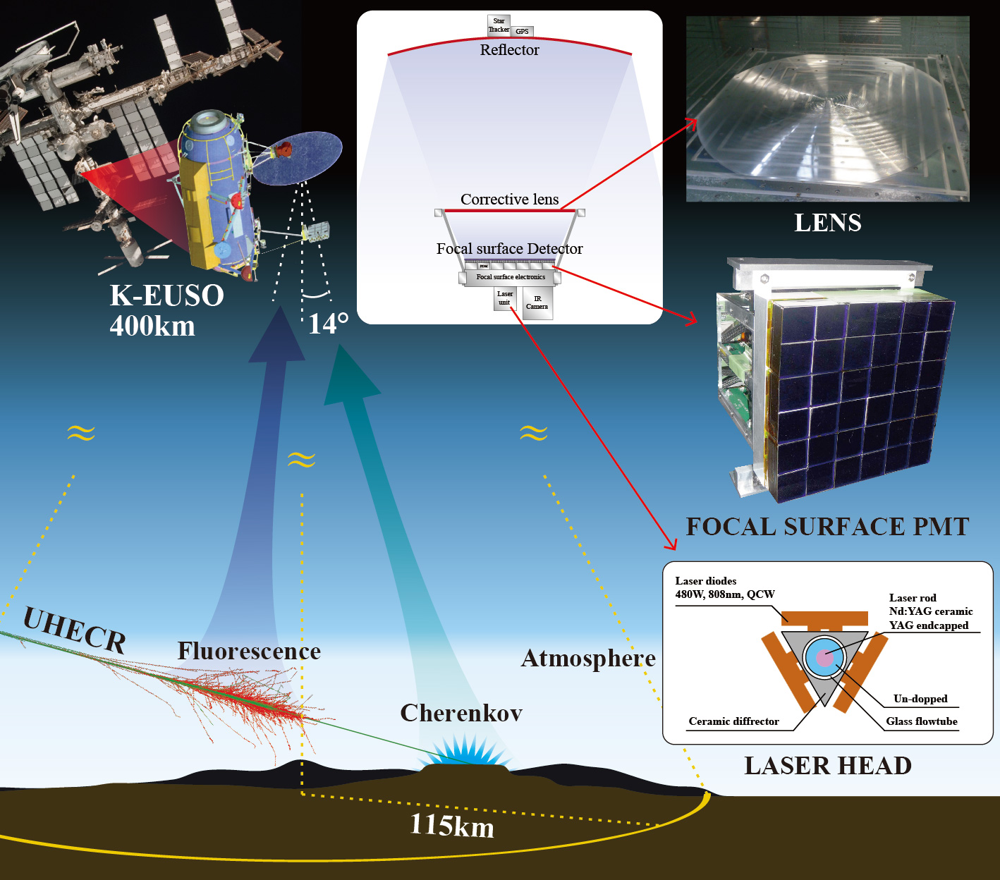 Star
Tracker
GPS
Reflector
Corrective lens
Focal surface Detector
PDM
Focal surface electronics
Laser
unit
IR
Camera
LENS
K-EUSO
400km
14°
FOCAL SURFACE PMT
Laser diodes
480W, 808nm, QCW
Laser rod
Nd:YAG ceramic
YAG endcapped
Un-dopped
Glass flowtube
Ceramic diffrector
LASER HEAD
UHECR
Fluorescence
Atmosphere
Cherenkov
115km